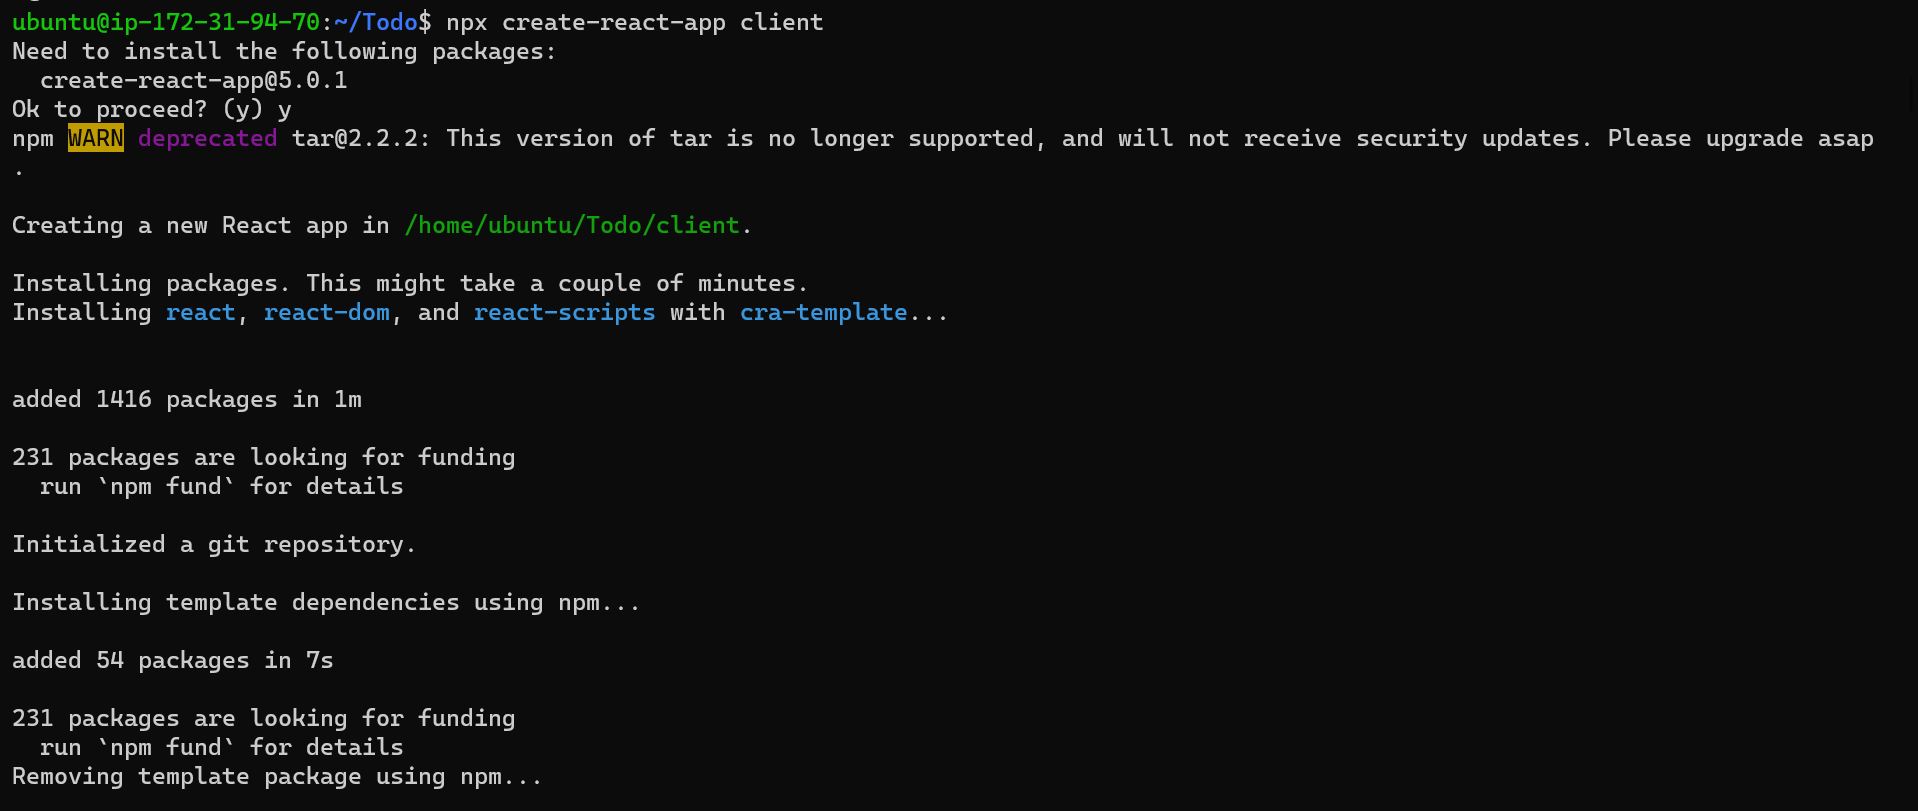 ubuntu@ip-172-31-94-70:~/Todo$ npx create-react-app client
Need to install the following packages:
  create-react-app@5.0.1
Ok to proceed? (y) y
npm WARN deprecated tar@2.2.2: This version of tar is no longer supported, and will not receive security updates. Please upgrade asap
.
Creating a new React app in /home/ubuntu/Todo/client.
Installing packages. This might take a couple of minutes.
Installing react, react-dom, and react-scripts with cra-template...
added 1416 packages in 1m
231 packages are looking for funding
  run `npm fund` for details
Initialized a git repository.
Installing template dependencies using npm...
added 54 packages in 7s
231 packages are looking for funding
  run `npm fund` for details
Removing template package using npm...